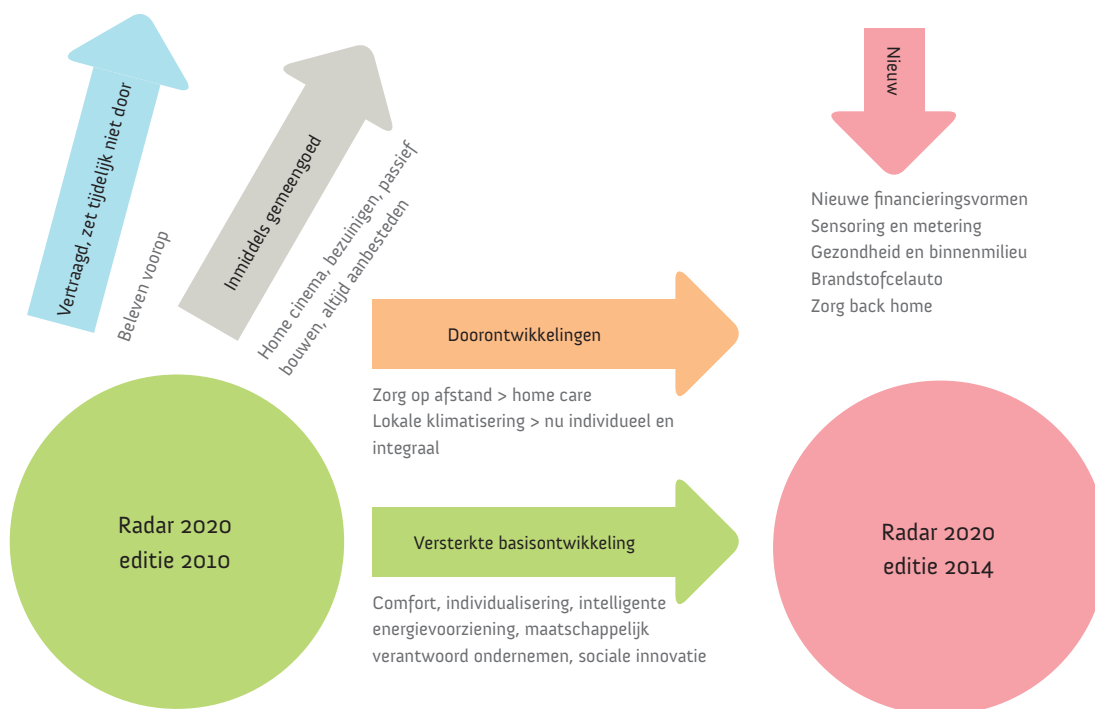 Vertraagd, zet tijdelijk niet door
Beleven voorop
Inmiddels gemeengoed
Home cinema, bezuinigen, passief
bouwen, altijd aanbesteden
Nieuw
Nieuwe financieringsvormen
Sensoring en metering
Gezondheid en binnenmilieu
Brandstofcelauto
Zorg back home
Doorontwikkelingen
Zorg op afstand > home care
Lokale klimatisering > nu individueel en
integraal
Radar 2020
editie 2010
Versterkte basisontwikkeling
Comfort, individualisering, intelligente
energievoorziening, maatschappelijk
verantwoord ondernemen, sociale innovatie
Radar 2020
editie 2014